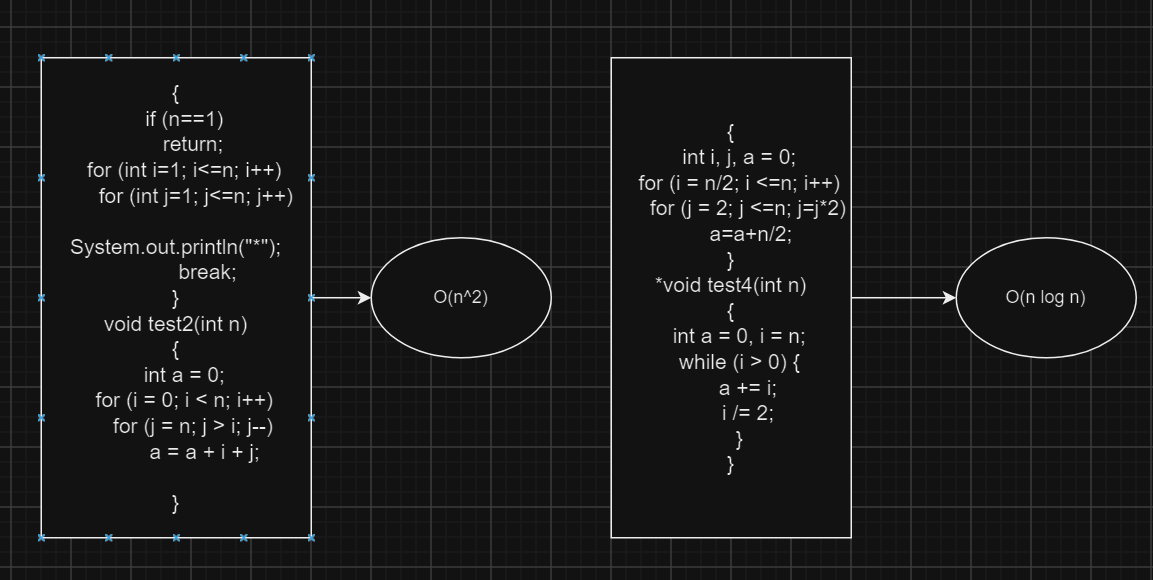 {
if (n==1)
return;
for (int i=1; i<=n; i++)
for (int j=1; j<=n; j++)
System.out.println("*");
break;
}
void test2(int n)
{
int a = 0;
for (i = 0; i < n; i++)
for (j = n; j > i; j--)
a = a + i + j;
}
O(n^2)
{
int i, j, a = 0;
for (i = n/2; i <=n; i++)
for (j = 2; j <=n; j=j*2)
a=a+n/2;
}
*void test4(int n)
{
int a = 0, i = n;
while (i > 0) {
a += i;
i /= 2;
}
}
O(n log n)